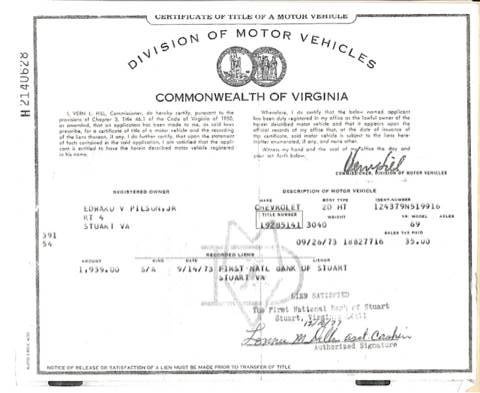 CERTIFICATE OF TITLE OF A MOTOR VEHICLE
DIVISION OF MOTOR VEHICLES
COMMONWEALTH OF VIRGINIA
H 2140628
I, VERN L. HILL, Commissioner, do hereby certify, pursuant to the
provisions of Chapter 3, Title 46.1 of the Code of Virginia of 1950,
as amended, that an application has been made to me, as said laws
prescribe, for a certificate of title of a motor vehicle and the recording
of the liens thereon, if any. I do further certify, that upon the statement
of facts contained in the said application, I am satisfied that the applicant
is entitled to have the herein described motor vehicle registered
in his name.
Wherefore, I do certify that the below named, applicant
has been duly registered in my office as the lawful owner of the
herein described motor vehicle and that it appears upon the
official records of my office that, at the date of issuance of
my certificate, said motor vehicle is subject to the liens here
matter enumerated, if any, and none other.
Witness my hand and the seal of my office the day and
year set forth below.
COMMISSIONER, DIVISION OF MOTOR VEHICLES
REGISTERED OWNER
DESCRIPTION OF MOTOR VEHICLE
MAKE BODY TYPE IDENT. NUMBER
EDWARD V PILSON,JR
CHEVROLET 20 HT 124379N519916
RT 4
TITLE NUMBER WEIGHT YR. MODEL AXLES
STUART VA
19285141 3040 69
SALES TAX PAID
391
54
09/26/73 18827716 35.00
RECORDED LIENS
AMOUNT KIND DATE LIENOR
1,939.00 S/A 9/14/73 FIRST NATL BANK OF STUART
STUART VA
LIEN SATISFIED
The First National Bank of Stuart
Stuart, Virginia 24171
Authorized Signature
NOTICE OF RELEASE OR SATISFACTION OF A LIEN MUST BE MADE PRIOR TO TRANSFER OF TITLE